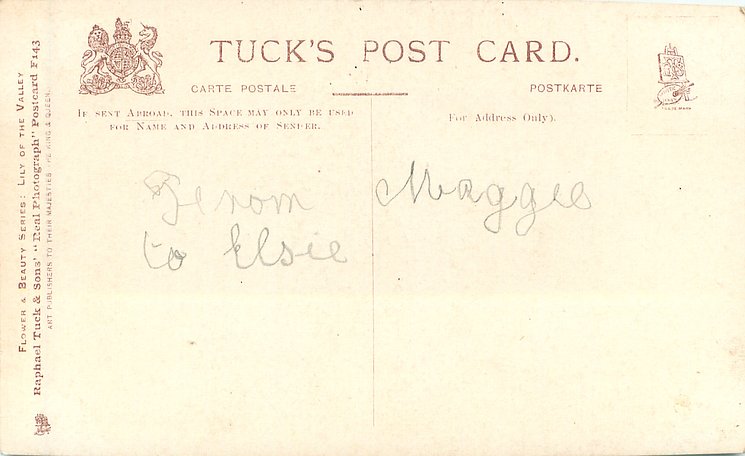 TUCK'S POST CARD.
CARTE POSTALE
POSTKARTE
IF SENT ABROAD, THIS SPACE MAY ONLY BE USED
FOR NAME AND ADDRESS OF SENDER.
For Address Only).
From Maggie
to Elsie
FLOWER & BEAUTY SERIES: LILY OF THE VALLEY
Raphael Tuck & Sons' "Real Photograph" Postcard F143
ART PUBLISHERS TO THEIR MAJESTIES THE KING & QUEEN.
TRADE MARK